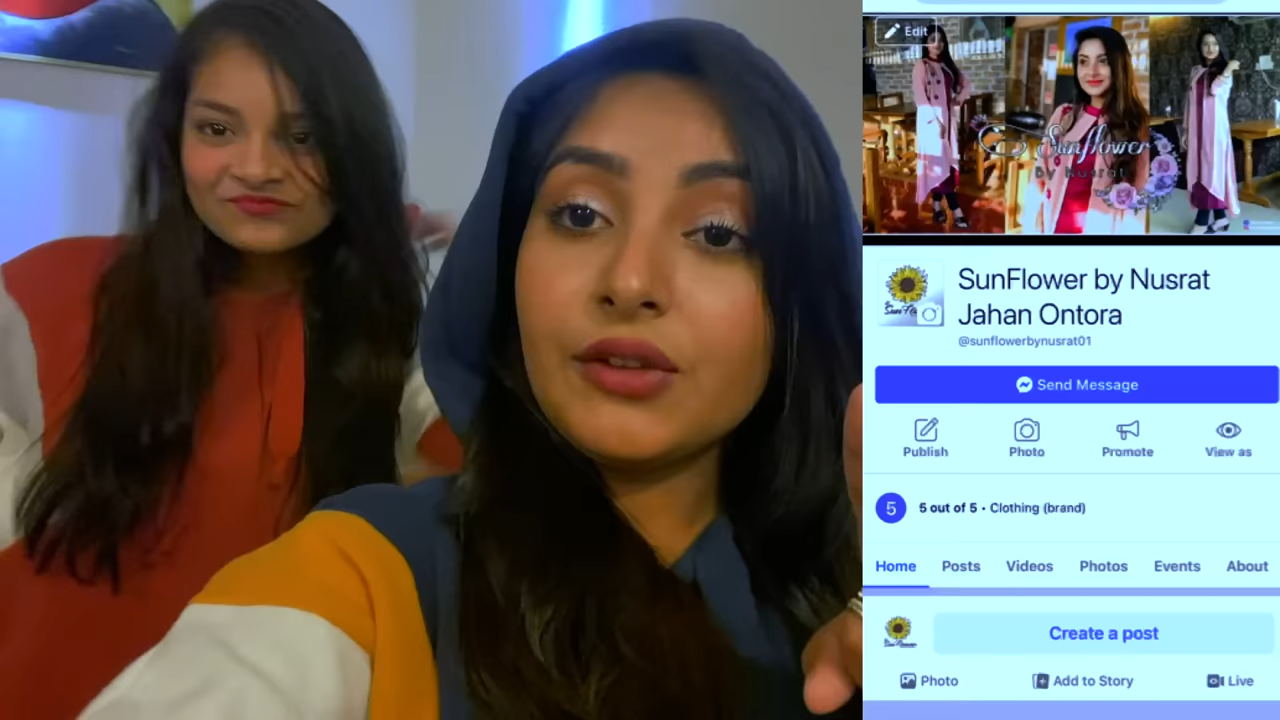 Edit
Sunflower
By Nusrat
SunFlower by Nusrat
Jahan Ontora
@sunflowerbynusrat01
Send Message
Publish Photo Promote View as
5 5 out of 5 • Clothing (brand)
Home Posts Videos Photos Events About
Create a post
Photo Add to Story Live